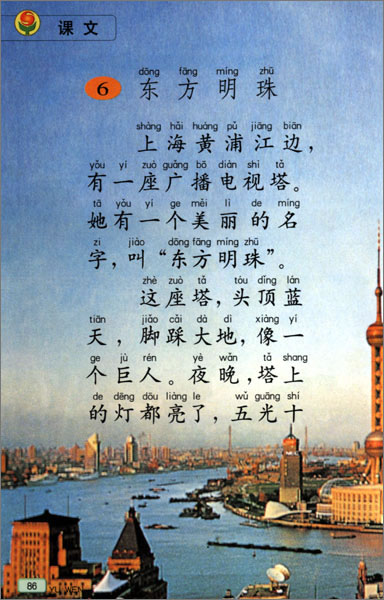 课文
dōng fāng míng zhū
6 东方明珠
shàng hǎi huáng pǔ jiāng biān
上海黄浦江边,
yǒu yí zuò guǎng bō diàn shì tǎ
有一座广播电视塔。
tā yǒu yí ge měi lì de míng
她有一个美丽的名
zi jiào dōng fāng míng zhū
字,叫“东方明珠”。
zhè zuò tǎ tóu dǐng lán
这座塔,头顶蓝
tiān jiǎo cǎi dà dì xiàng yí
天,脚踩大地,像一
ge jù rén yè wǎn tǎ shang
个巨人。夜晚,塔上
de dēng dōu liàng le wǔ guāng shí
的灯都亮了,五光十
86 YU WEN